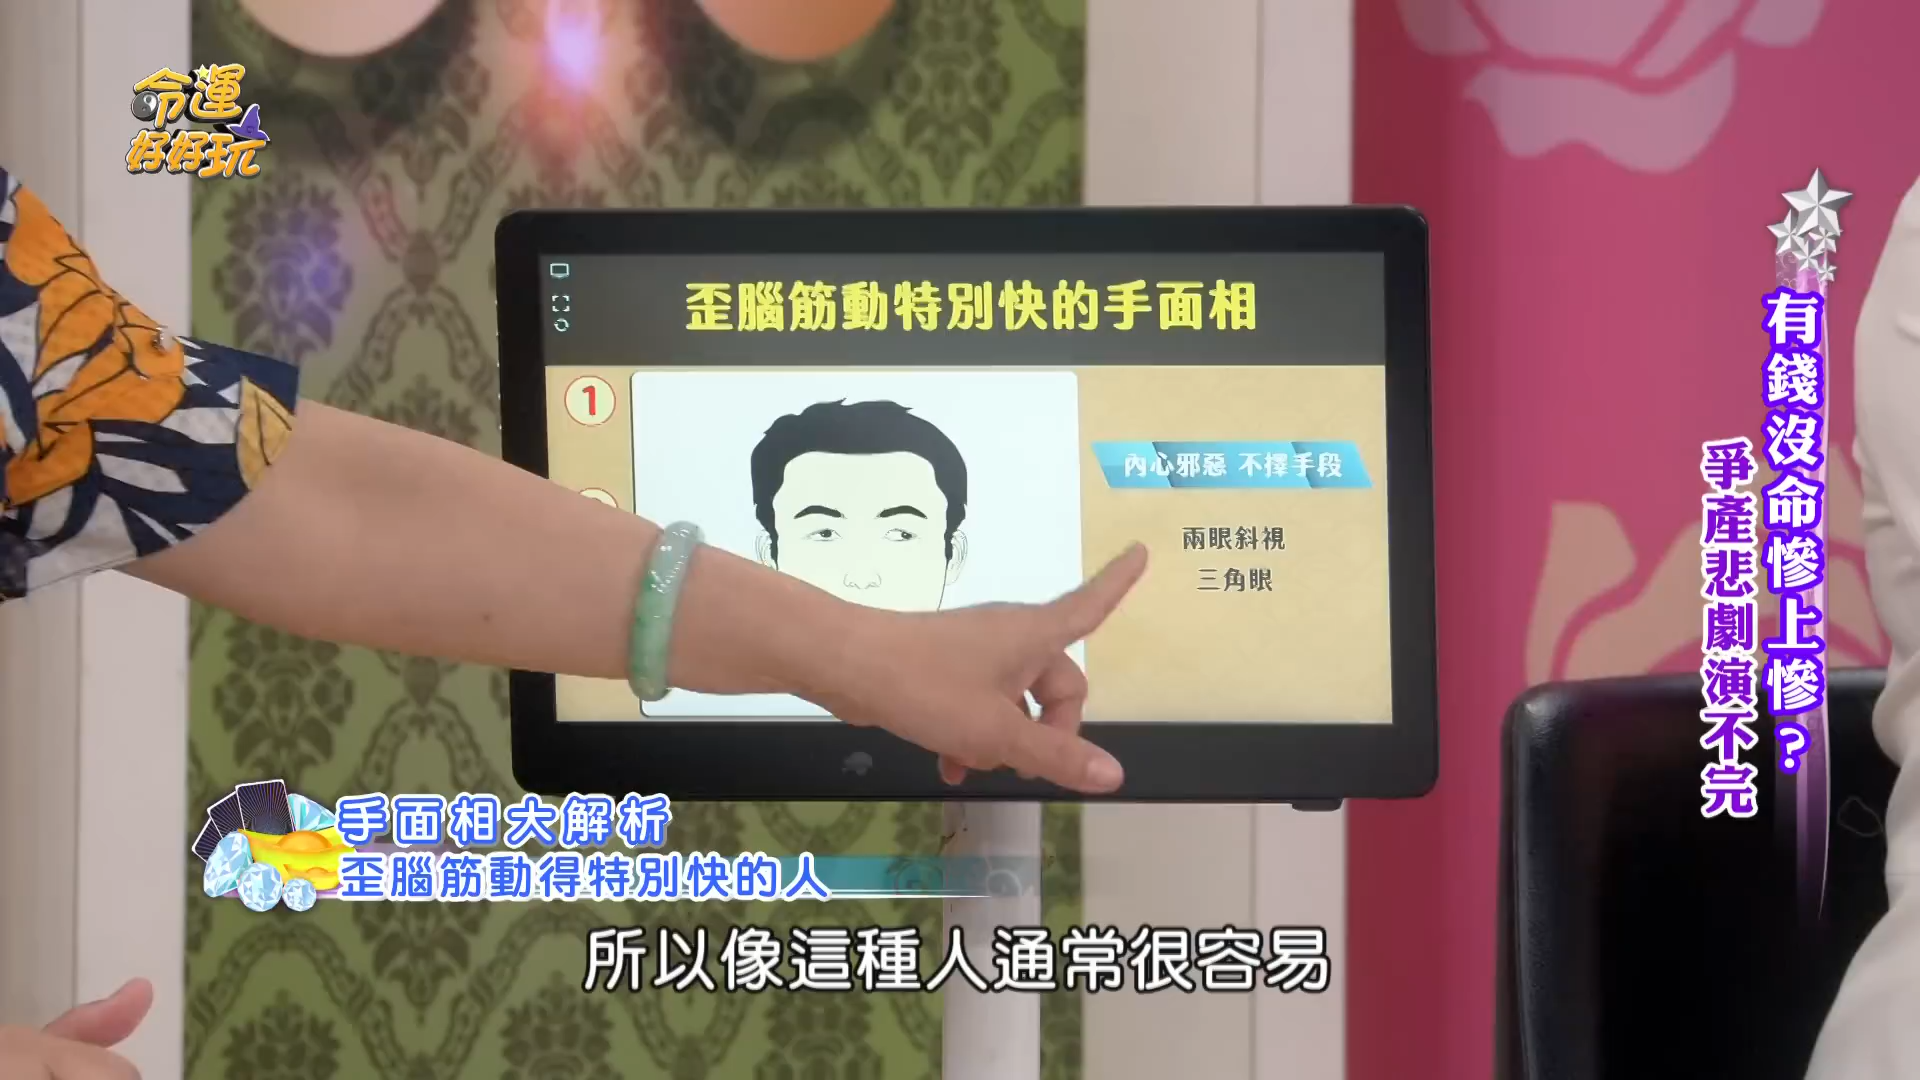 命運
好好玩
歪腦筋動特別快的手面相
1
內心邪惡 不擇手段
兩眼斜視
三角眼
有錢沒命慘上慘?
爭產悲劇演不完
手面相大解析
歪腦筋動得特別快的人
所以像這種人通常很容易